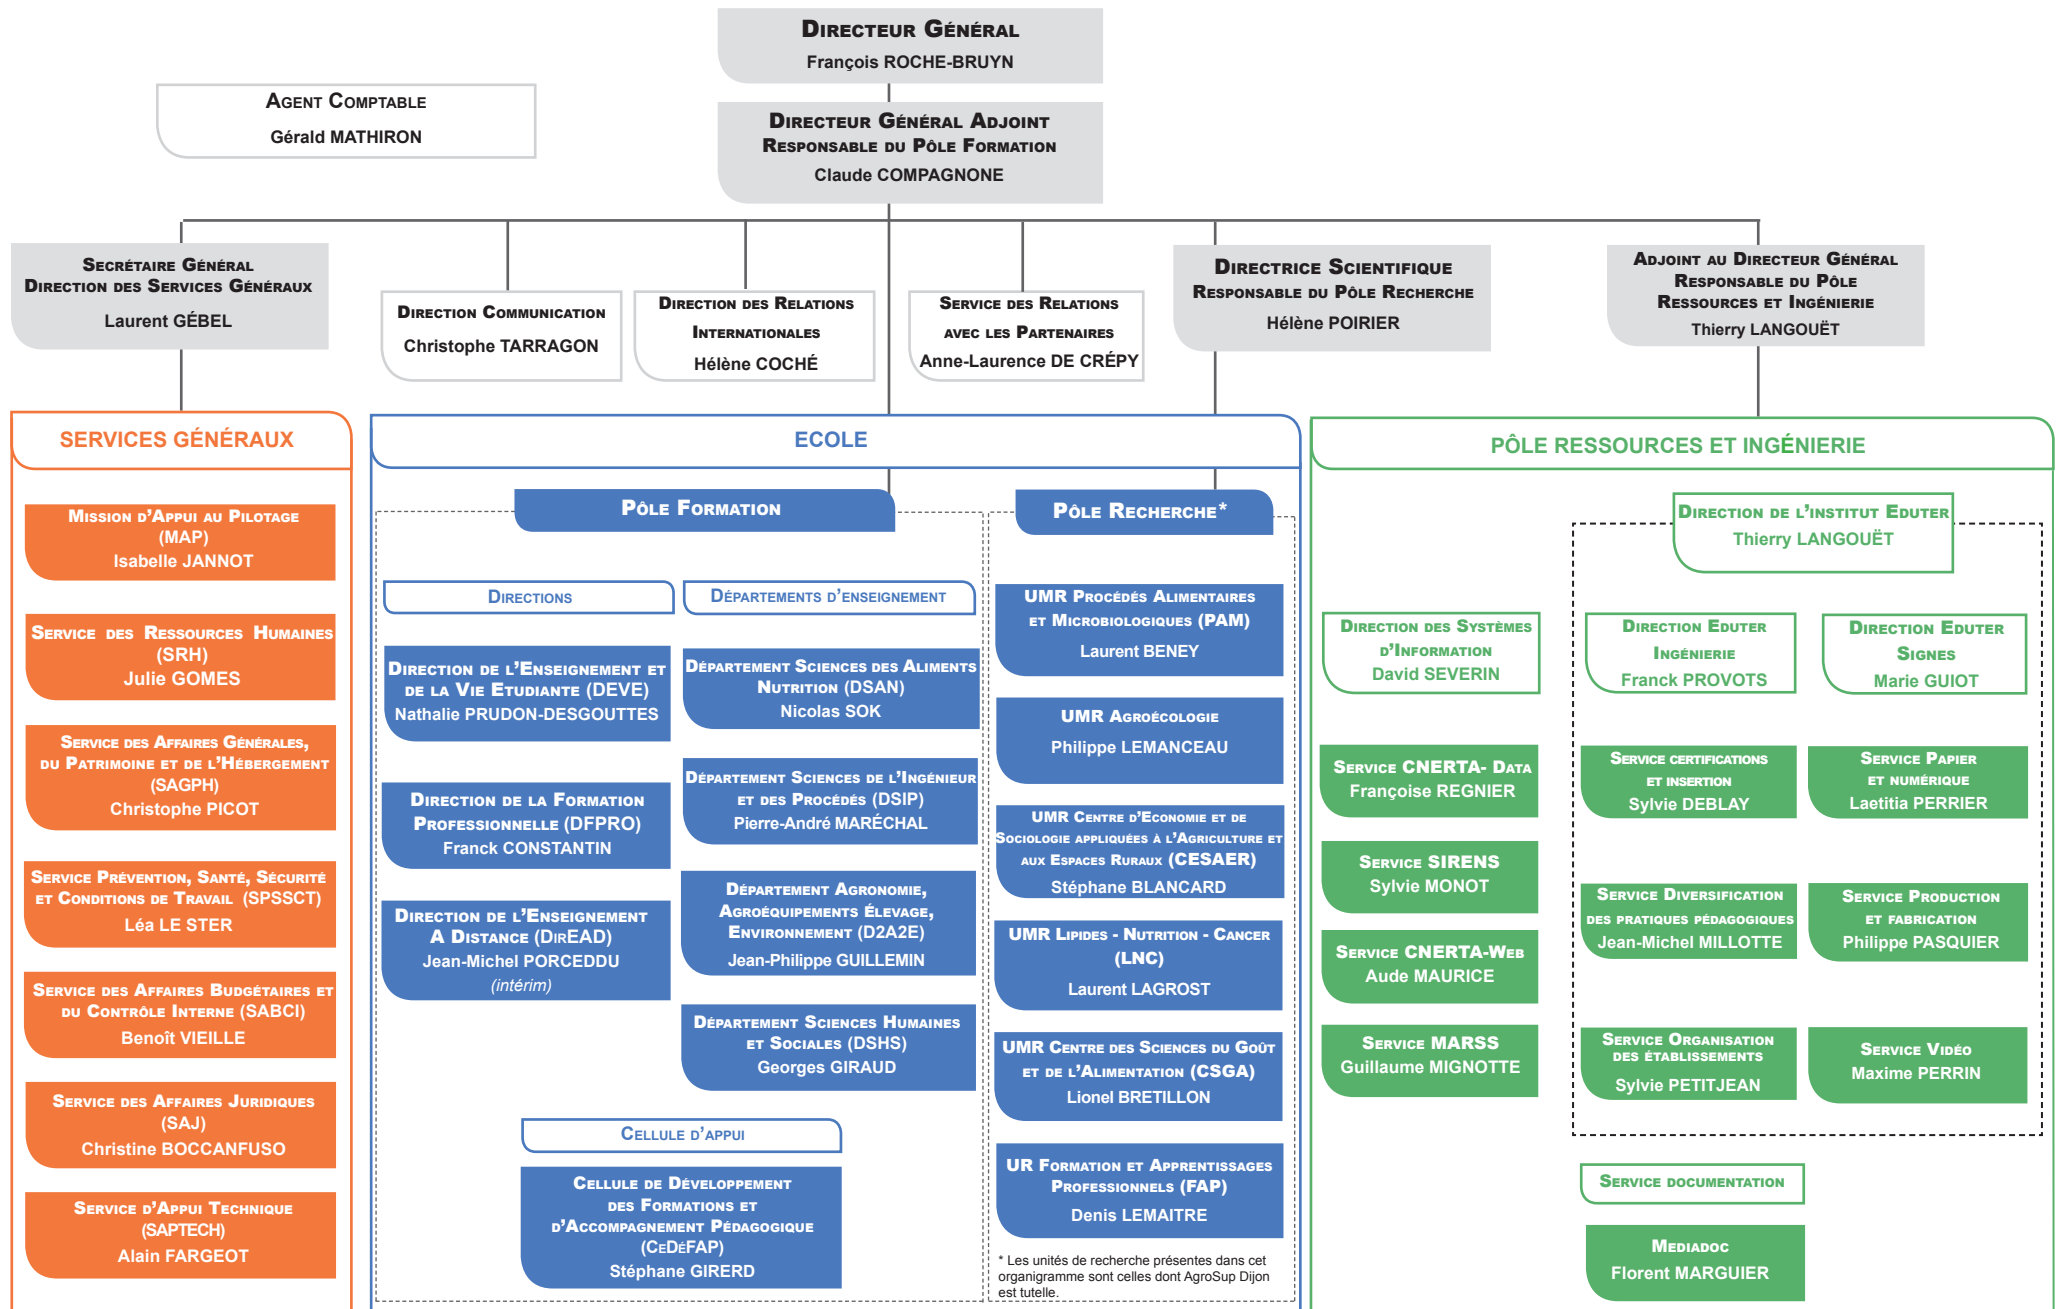 Directeur Général
François ROCHE-BRUYN
Agent Comptable
Gérald MATHIRON
Directeur Général Adjoint
Responsable du Pôle Formation
Claude COMPAGNONE
Secrétaire Général
Direction des Services Généraux
Laurent GÉBEL
Direction Communication
Christophe TARRAGON
Direction des Relations
Internationales
Hélène COCHÉ
Service des Relations
avec les Partenaires
Anne-Laurence DE CRÉPY
Directrice Scientifique
Responsable du Pôle Recherche
Hélène POIRIER
Adjoint au Directeur Général
Responsable du Pôle
Ressources et Ingénierie
Thierry LANGOUËT
SERVICES GÉNÉRAUX
Mission d'Appui au Pilotage
(MAP)
Isabelle JANNOT
Service des Ressources Humaines
(SRH)
Julie GOMES
Service des Affaires Générales,
du Patrimoine et de l'Hébergement
(SAGPH)
Christophe PICOT
Service Prévention, Santé, Sécurité
et Conditions de Travail (SPSSCT)
Léa LE STER
Service des Affaires Budgétaires et
du Contrôle Interne (SABCI)
Benoît VIEILLE
Service des Affaires Juridiques
(SAJ)
Christine BOCCANFUSO
Service d'Appui Technique
(SAPTECH)
Alain FARGEOT
ECOLE
Pôle Formation
Directions
Direction de l'Enseignement et
de la Vie Etudiante (DEVE)
Nathalie PRUDON-DESGOUTTES
Direction de la Formation
Professionnelle (DFPRO)
Franck CONSTANTIN
Direction de l'Enseignement
A Distance (DirEAD)
Jean-Michel PORCEDDU
(intérim)
Départements d'enseignement
Département Sciences des Aliments
Nutrition (DSAN)
Nicolas SOK
Département Sciences de l'Ingénieur
et des Procédés (DSIP)
Pierre-André MARÉCHAL
Département Agronomie,
Agroéquipements Élevage,
Environnement (D2A2E)
Jean-Philippe GUILLEMIN
Département Sciences Humaines
et Sociales (DSHS)
Georges GIRAUD
Cellule d'appui
Cellule de Développement
des Formations et
d'Accompagnement Pédagogique
(CeDéFAP)
Stéphane GIRERD
Pôle Recherche*
UMR Procédés Alimentaires
et Microbiologiques (PAM)
Laurent BENEY
UMR Agroécologie
Philippe LEMANCEAU
UMR Centre d'Economie et de
Sociologie appliquées à l'Agriculture et
aux Espaces Ruraux (CESAER)
Stéphane BLANCARD
UMR Lipides - Nutrition - Cancer
(LNC)
Laurent LAGROST
UMR Centre des Sciences du Goût
et de l'Alimentation (CSGA)
Lionel BRETILLON
UR Formation et Apprentissages
Professionnels (FAP)
Denis LEMAITRE
* Les unités de recherche présentes dans cet
organigramme sont celles dont AgroSup Dijon
est tutelle.
PÔLE RESSOURCES ET INGÉNIERIE
Direction de l'institut Eduter
Thierry LANGOUËT
Direction des Systèmes
d'Information
David SEVERIN
Service CNERTA- Data
Françoise REGNIER
Service SIRENS
Sylvie MONOT
Service CNERTA-Web
Aude MAURICE
Service MARSS
Guillaume MIGNOTTE
Direction Eduter
Ingénierie
Franck PROVOTS
Service certifications
et insertion
Sylvie DEBLAY
Service Diversification
des pratiques pédagogiques
Jean-Michel MILLOTTE
Service Organisation
des établissements
Sylvie PETITJEAN
Direction Eduter
Signes
Marie GUIOT
Service Papier
et numérique
Laetitia PERRIER
Service Production
et fabrication
Philippe PASQUIER
Service Vidéo
Maxime PERRIN
Service documentation
Mediadoc
Florent MARGUIER